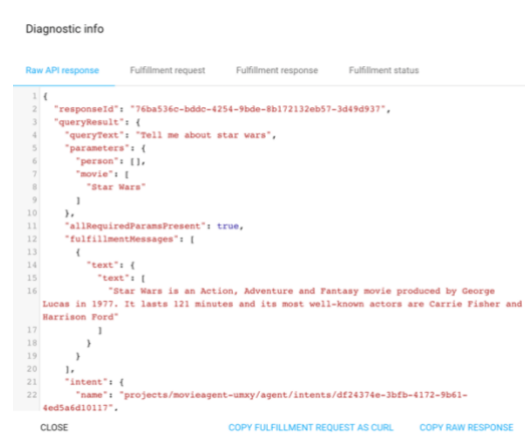 Diagnostic info
Raw API response Fulfillment request Fulfillment response Fulfillment status
1 {
2 "responseId": "76ba536c-bddc-4254-9bde-8b172132eb57-3d49d937",
3 "queryResult": {
4 "queryText": "Tell me about star wars",
5 "parameters": {
6 "person": [],
7 "movie": [
8 "Star Wars"
9 ]
10 },
11 "allRequiredParamsPresent": true,
12 "fulfillmentMessages": [
13 {
14 "text": {
15 "text": [
16 "Star Wars is an Action, Adventure and Fantasy movie produced by George
Lucas in 1977. It lasts 121 minutes and its most well-known actors are Carrie Fisher and
Harrison Ford"
17 ]
18 }
19 }
20 ],
21 "intent": {
22 "name": "projects/movieagent-umxy/agent/intents/df24374e-3bfb-4172-9b61-
4ed5a6d10117",
CLOSE COPY FULFILLMENT REQUEST AS CURL COPY RAW RESPONSE